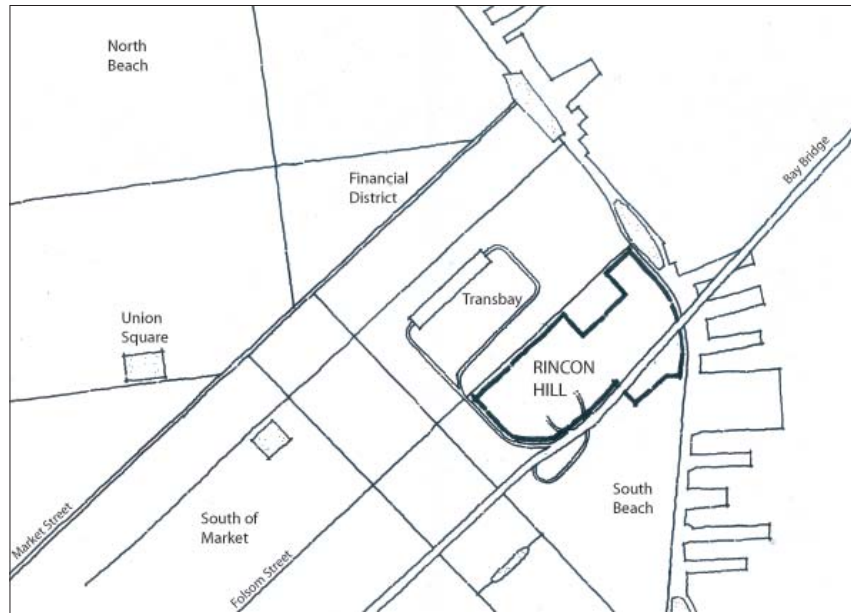 North
Beach
Bay Bridge
Financial
District
Transbay
Union
Square
RINCON
HILL
South
Beach
South of
Market
Market Street
Folsom Street